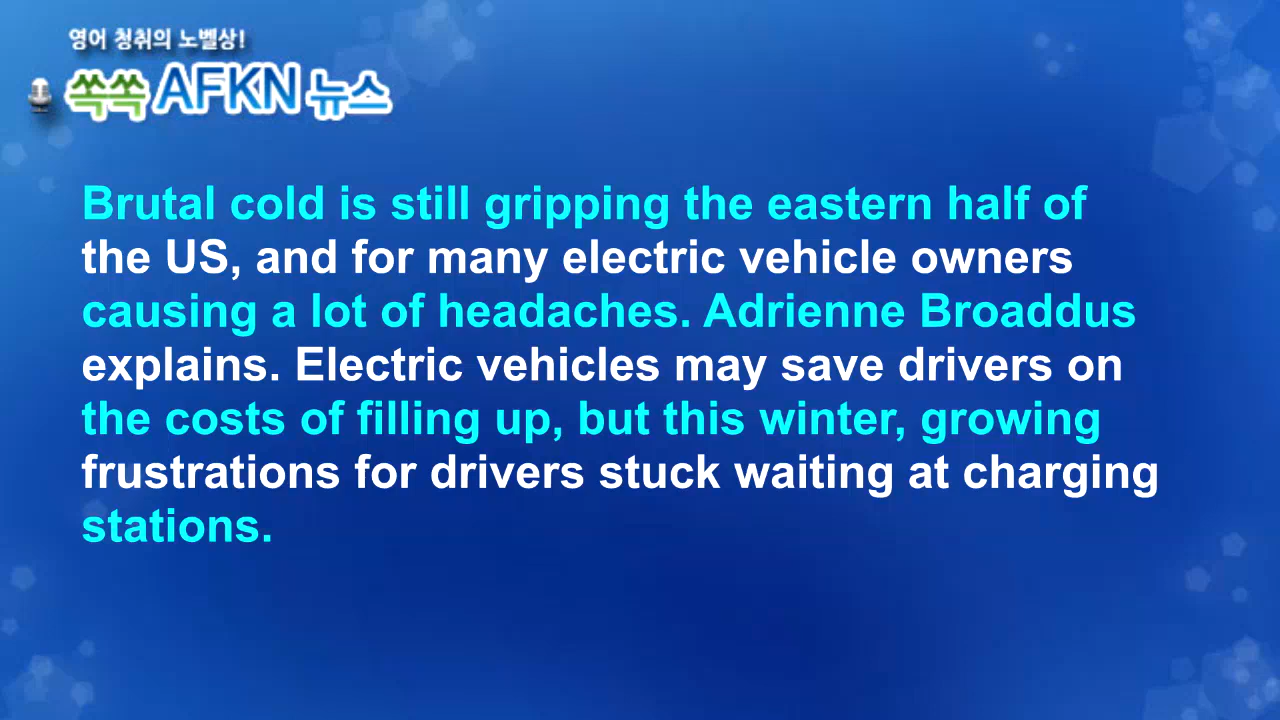 영어 청취의 노벨상!
쏙쏙 AFKN 뉴스
Brutal cold is still gripping the eastern half of
the US, and for many electric vehicle owners
causing a lot of headaches. Adrienne Broaddus
explains. Electric vehicles may save drivers on
the costs of filling up, but this winter, growing
frustrations for drivers stuck waiting at charging
stations.